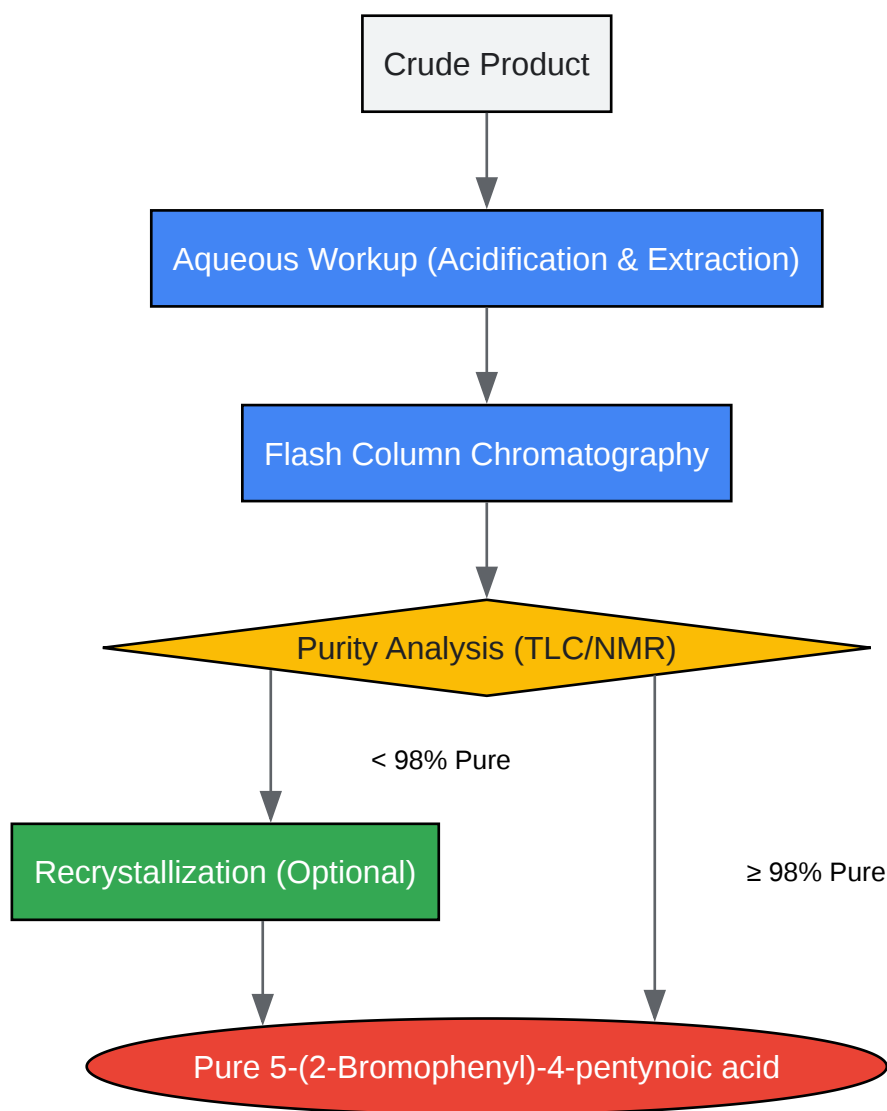 Crude Product
Aqueous Workup (Acidification & Extraction)
Flash Column Chromatography
Purity Analysis (TLC/NMR)
< 98% Pure
Recrystallization (Optional)
≥ 98% Pure
Pure 5-(2-Bromophenyl)-4-pentynoic acid